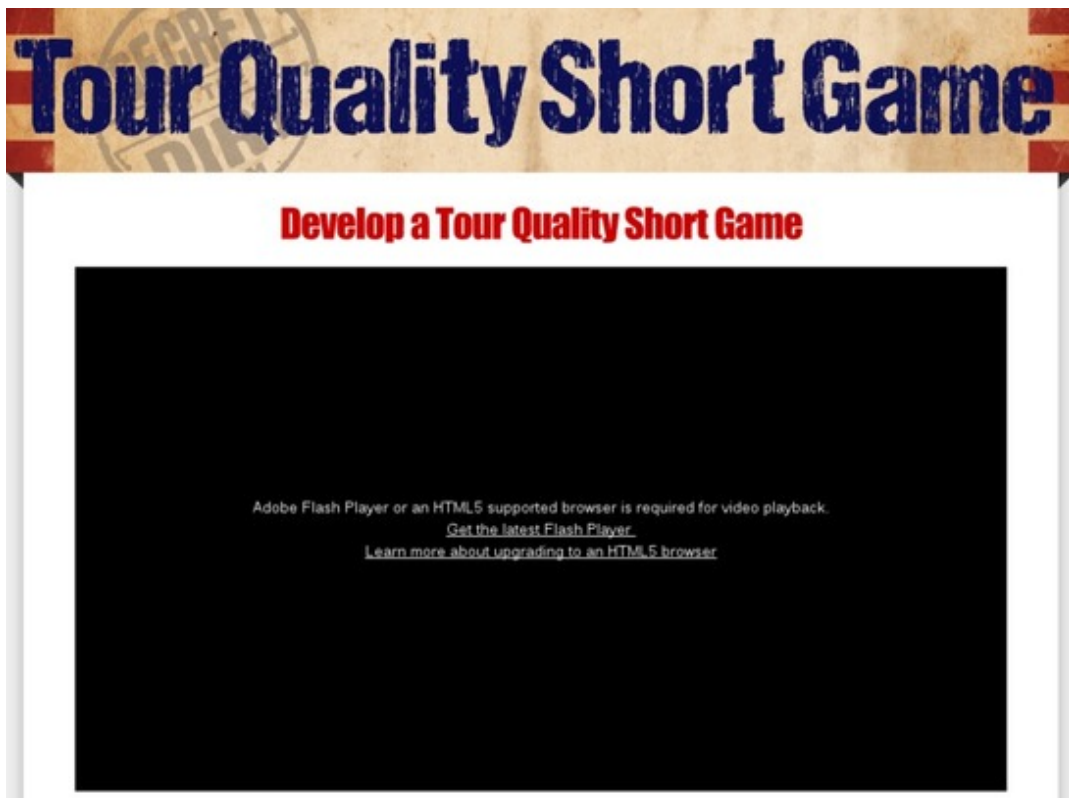 SECRET
Tour Quality Short Game
Develop a Tour Quality Short Game
Adobe Flash Player or an HTML5 supported browser is required for video playback.
Get the latest Flash Player
Learn more about upgrading to an HTML5 browser